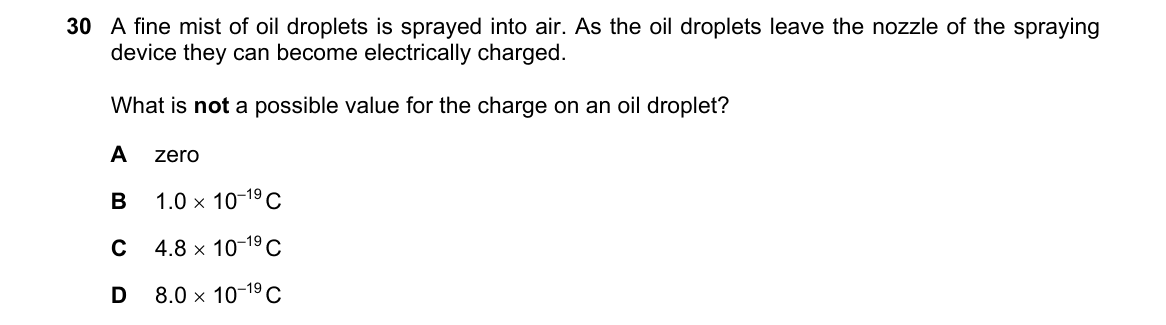 30 A fine mist of oil droplets is sprayed into air. As the oil droplets leave the nozzle of the spraying
device they can become electrically charged.
What is not a possible value for the charge on an oil droplet?
A zero
B 1.0 × 10⁻¹⁹ C
C 4.8 × 10⁻¹⁹ C
D 8.0 × 10⁻¹⁹ C